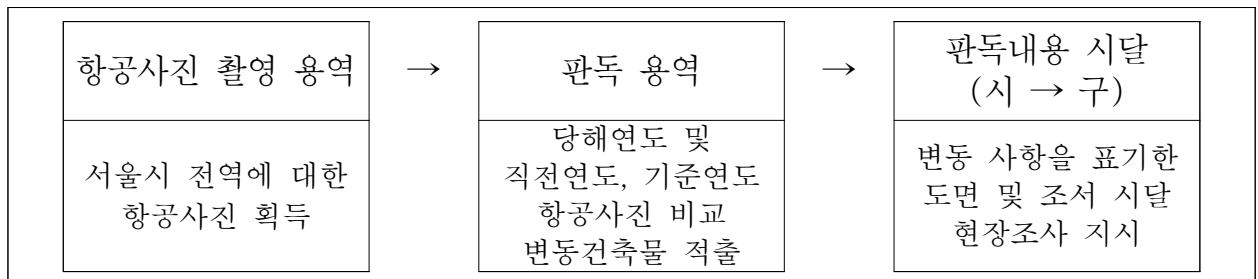 항공사진 촬영 용역
→
판독 용역
→
판독내용 시달
(시 → 구)
서울시 전역에 대한
항공사진 획득
당해연도 및
직전연도, 기준연도
항공사진 비교
변동건축물 적출
변동 사항을 표기한
도면 및 조서 시달
현장조사 지시